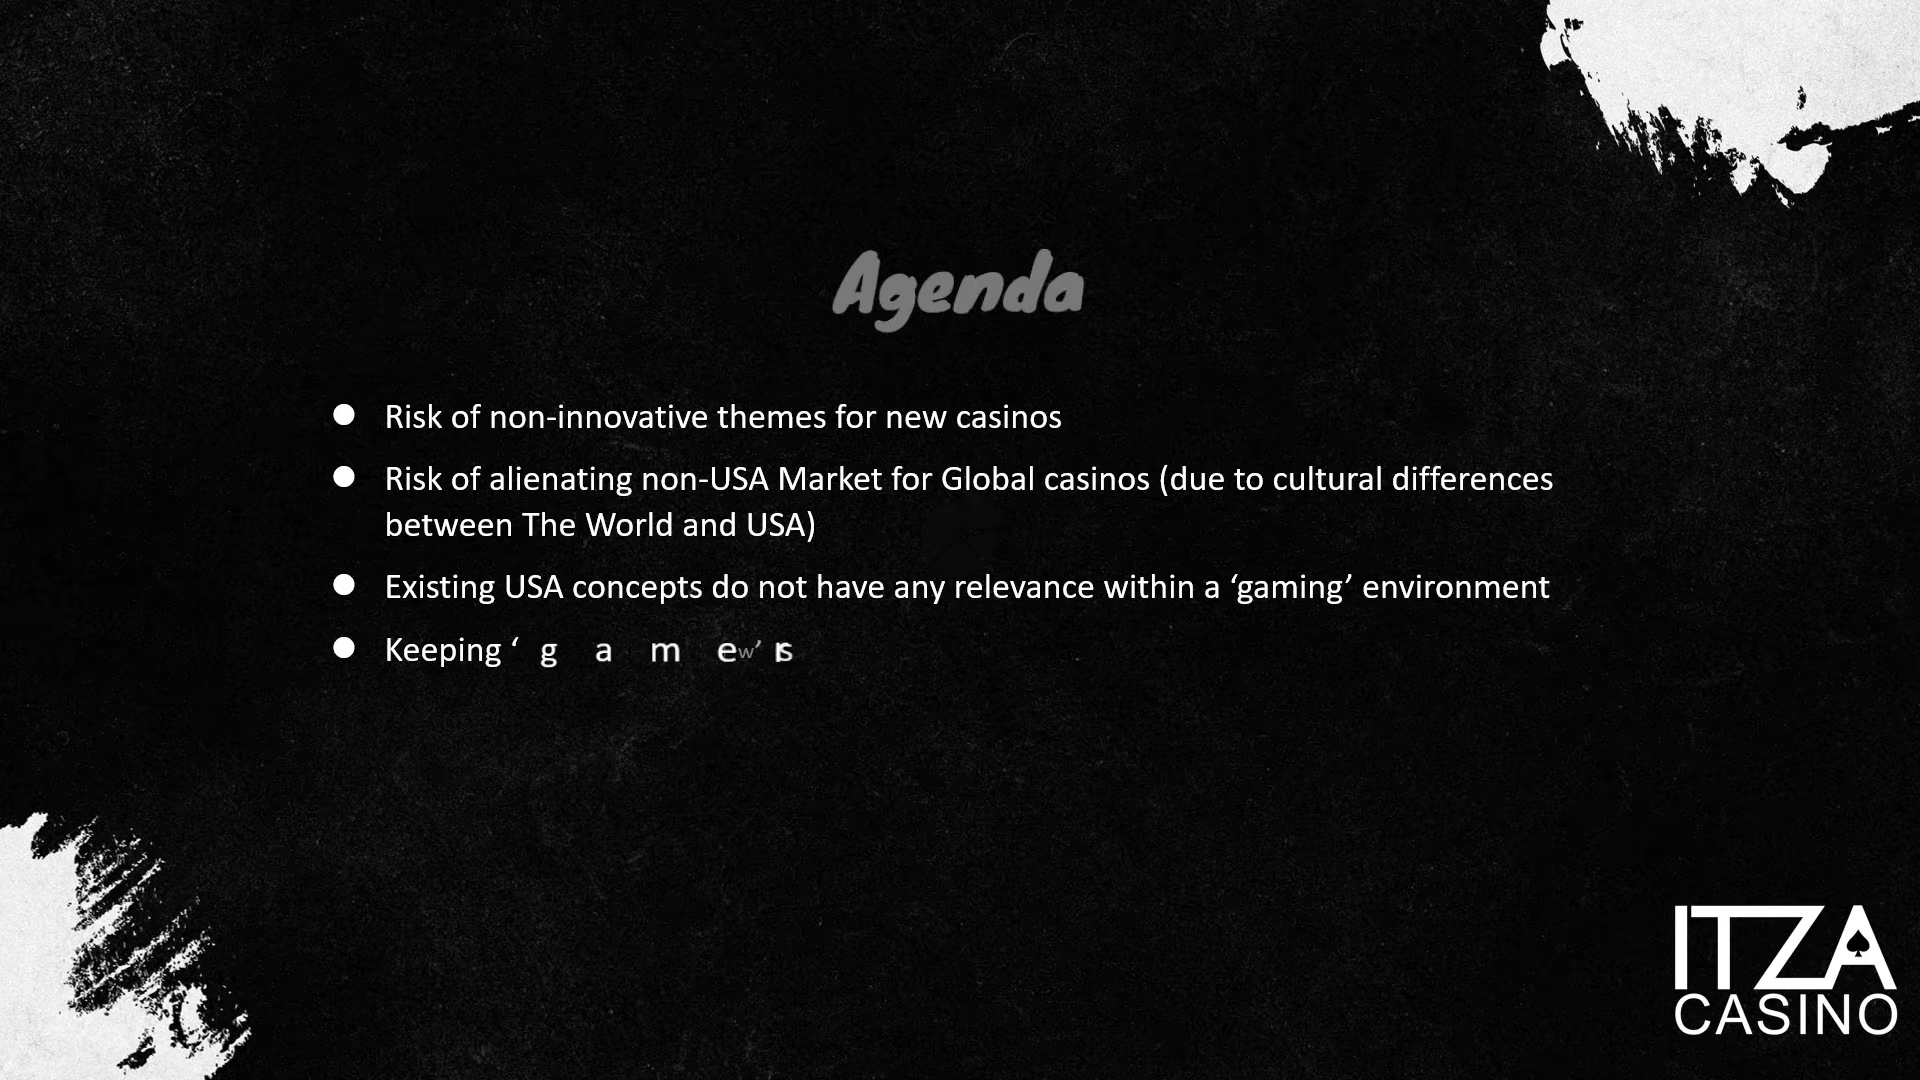 Agenda
● Risk of non-innovative themes for new casinos
● Risk of alienating non-USA Market for Global casinos (due to cultural differences
between The World and USA)
● Existing USA concepts do not have any relevance within a ‘gaming’ environment
● Keeping ‘
ITZA
CASINO